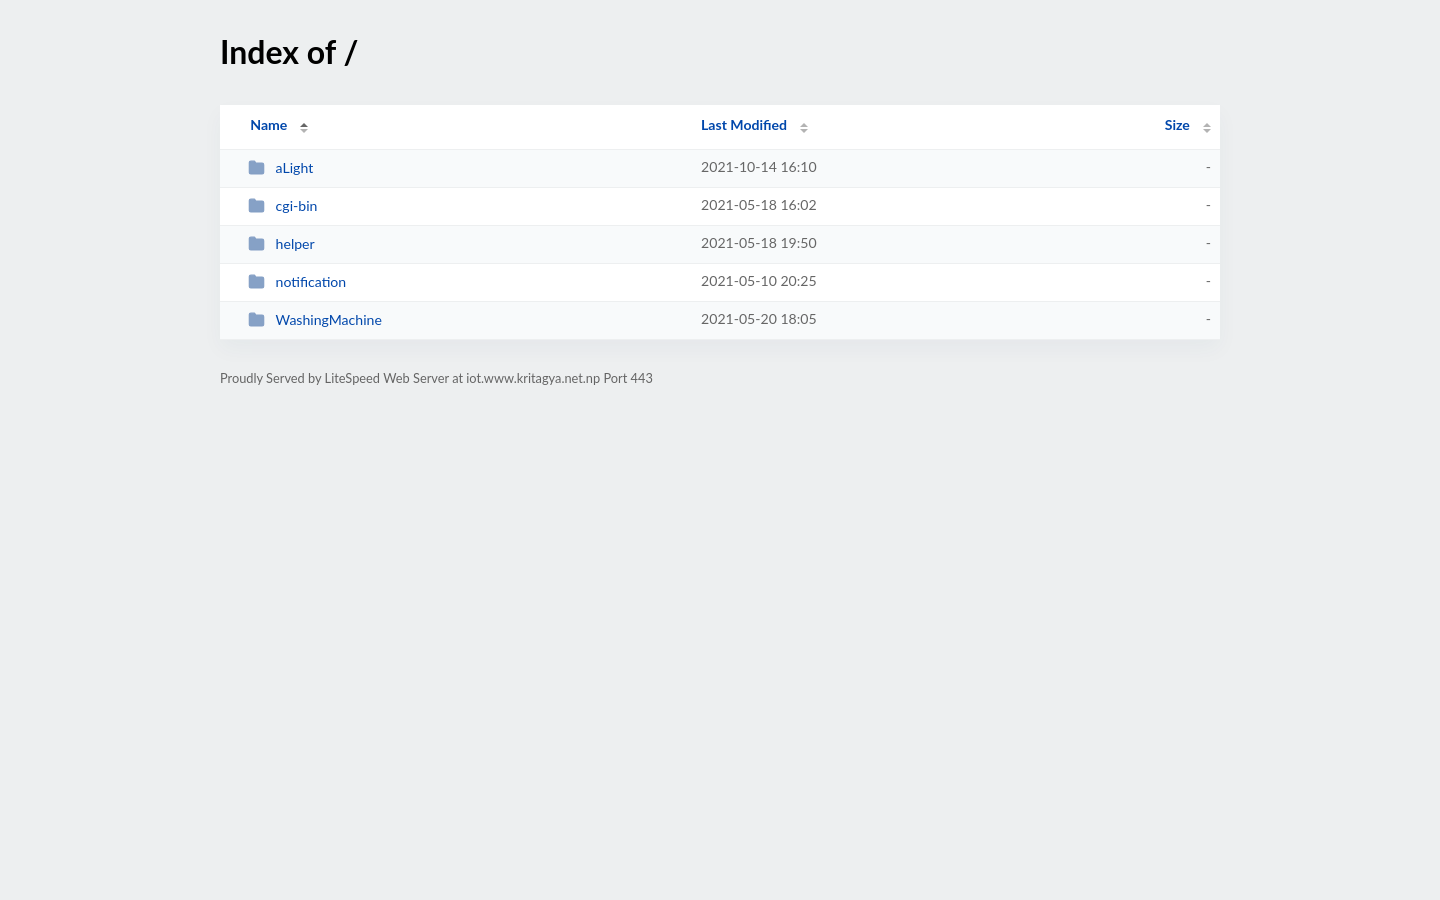 Index of /
Name Last Modified Size
aLight 2021-10-14 16:10 -
cgi-bin 2021-05-18 16:02 -
helper 2021-05-18 19:50 -
notification 2021-05-10 20:25 -
WashingMachine 2021-05-20 18:05 -
Proudly Served by LiteSpeed Web Server at iot.www.kritagya.net.np Port 443